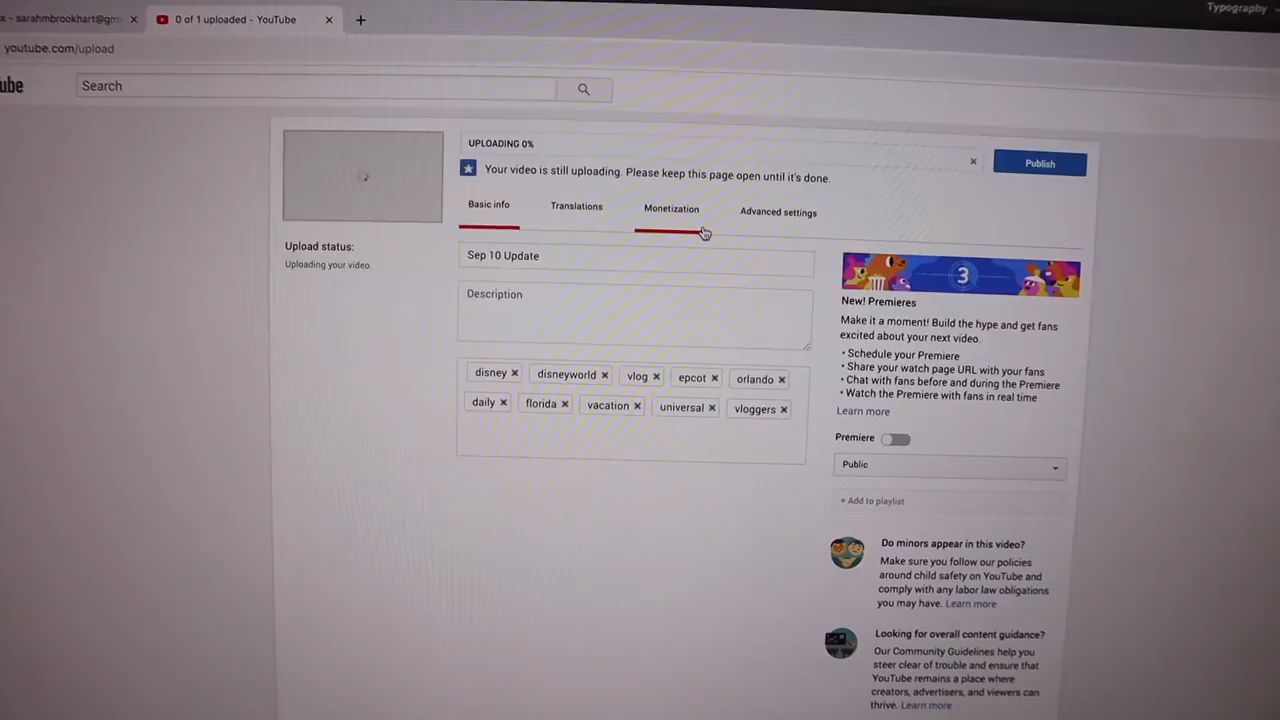 Typography
x - sarahmbrookhart@gm
0 of 1 uploaded - YouTube
youtube.com/upload
ube
Search
UPLOADING 0%
Publish
Your video is still uploading. Please keep this page open until it's done.
Basic info
Translations
Monetization
Advanced settings
Upload status:
Uploading your video.
Sep 10 Update
Description
disney
disneyworld
vlog
epcot
orlando
daily
florida
vacation
universal
vloggers
3
New! Premieres
Make it a moment! Build the hype and get fans
excited about your next video.
• Schedule your Premiere
• Share your watch page URL with your fans
• Chat with fans before and during the Premiere
• Watch the Premiere with fans in real time
Learn more
Premiere
Public
+ Add to playlist
Do minors appear in this video?
Make sure you follow our policies
around child safety on YouTube and
comply with any labor law obligations
you may have. Learn more
Looking for overall content guidance?
Our Community Guidelines help you
steer clear of trouble and ensure that
YouTube remains a place where
creators, advertisers, and viewers can
thrive. Learn more